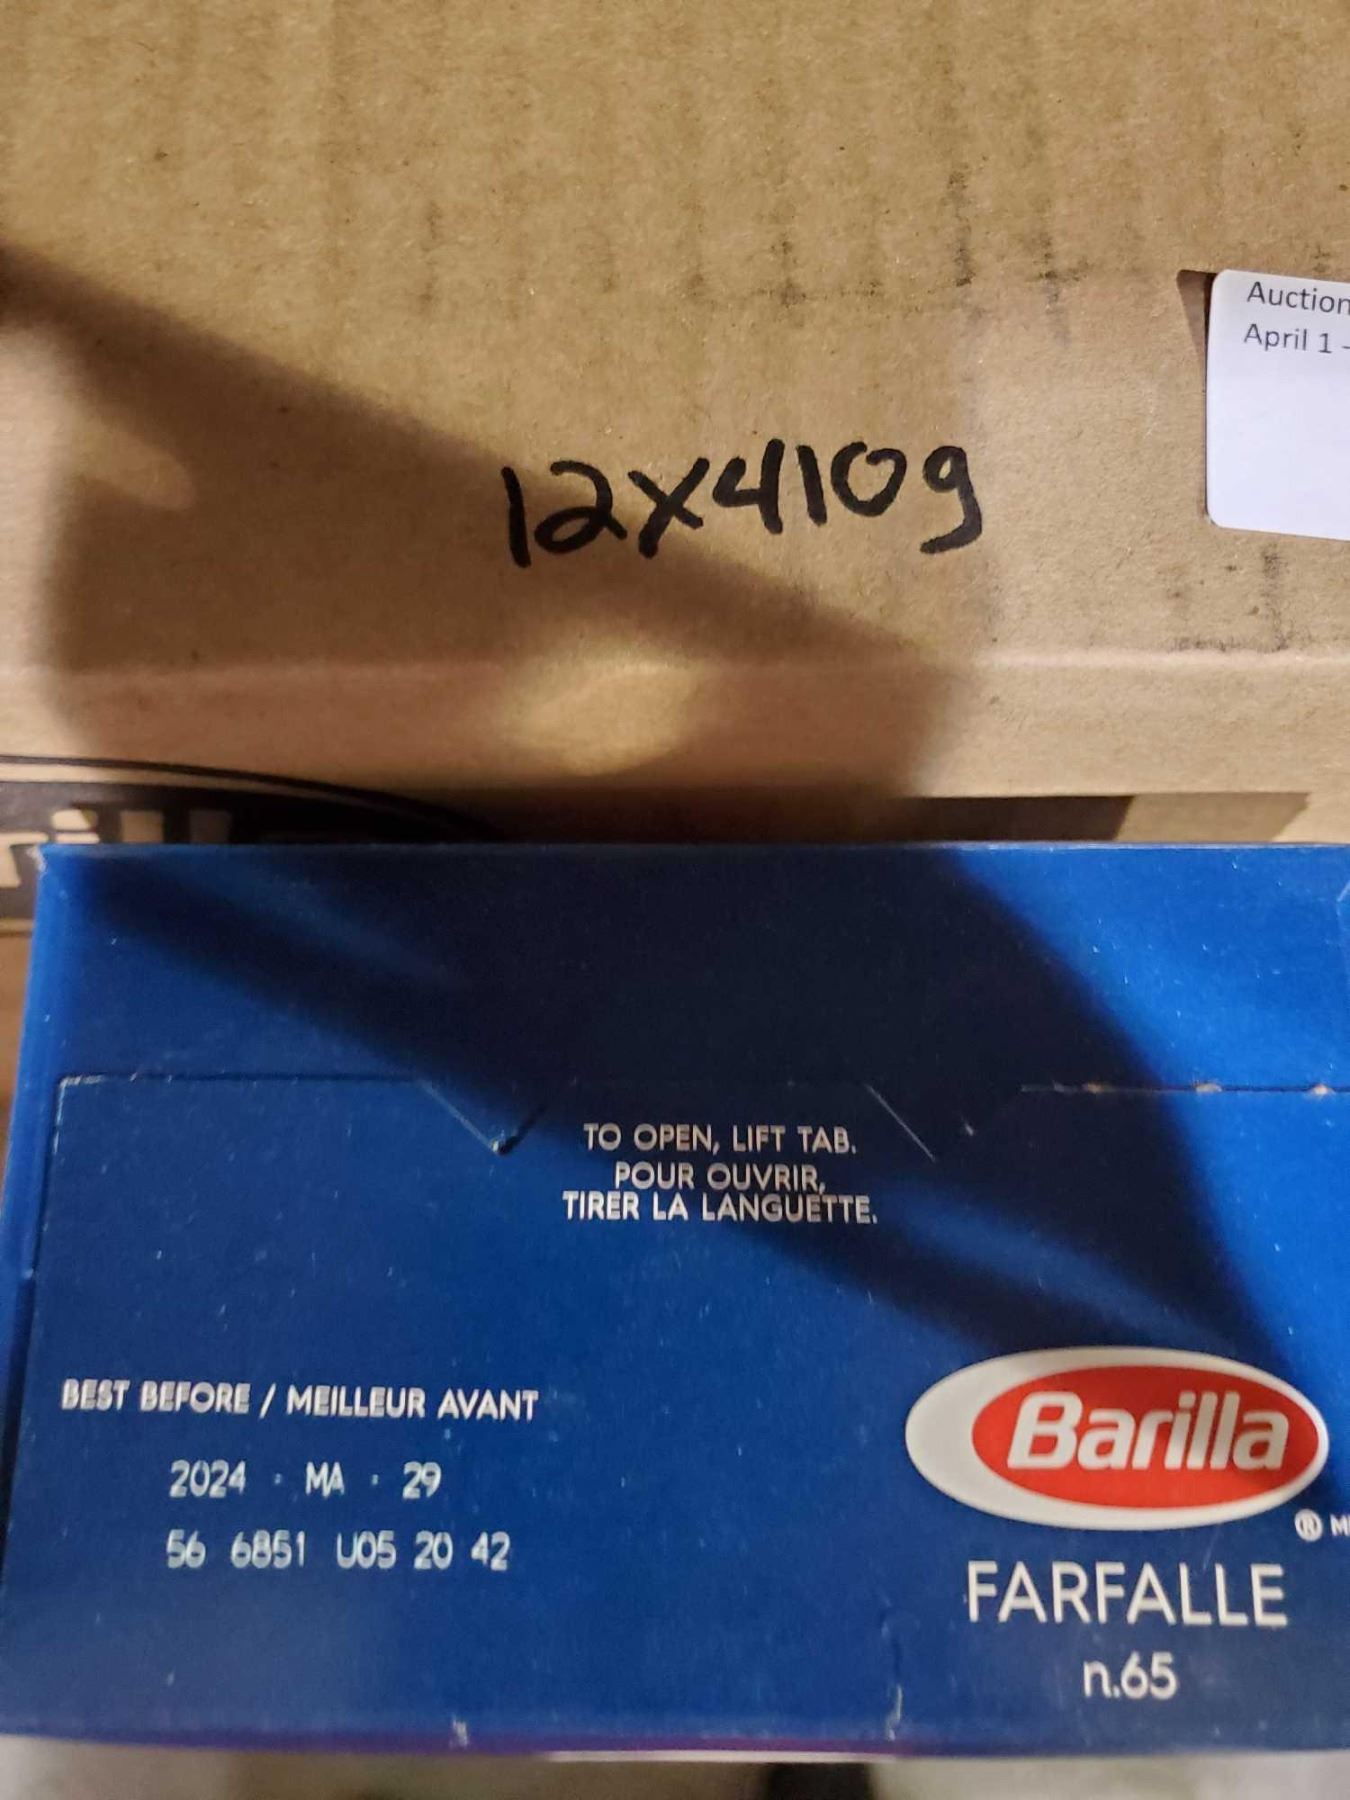 Auction
April 1 -
12x410g
TO OPEN, LIFT TAB.
POUR OUVRIR,
TIRER LA LANGUETTE.
BEST BEFORE / MEILLEUR AVANT
2024 · MA · 29
56 6851 U05 20 42
Barilla
®
FARFALLE
n.65